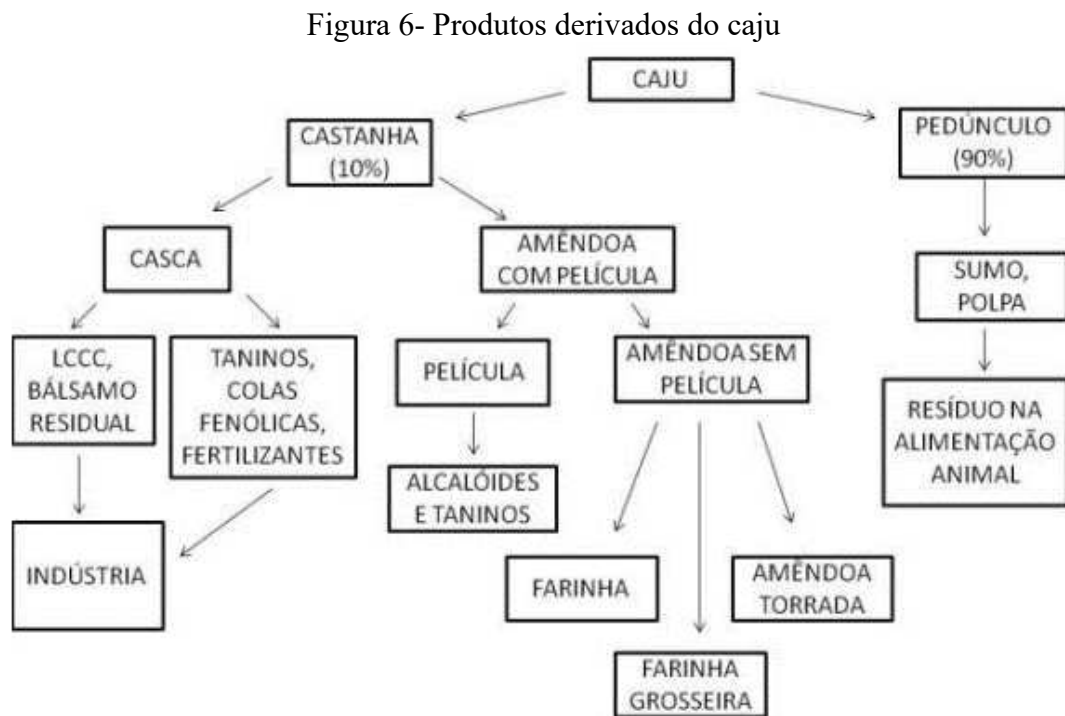 Figura 6- Produtos derivados do caju
CAJU
CASTANHA
(10%)
PEDÚNCULO
(90%)
CASCA
AMÊNDOA
COM PELÍCULA
SUMO,
POLPA
LCCC,
BÁLSAMO
RESIDUAL
TANINOS,
COLAS
FENÓLICAS,
FERTILIZANTES
PELÍCULA
AMÊNDOA SEM
PELÍCULA
RESÍDUO NA
ALIMENTAÇÃO
ANIMAL
ALCALÓIDES
E TANINOS
INDÚSTRIA
FARINHA
AMÊNDOA
TORRADA
FARINHA
GROSSEIRA